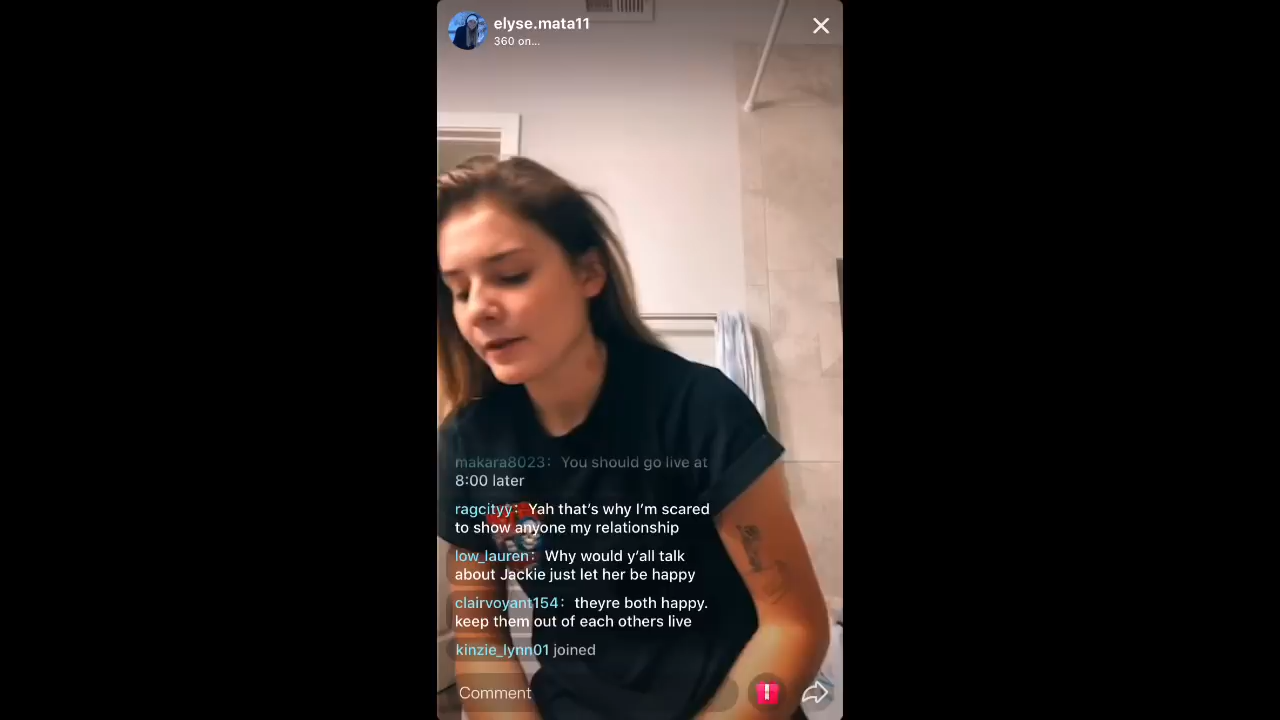 elyse.mata11
360 on...
makara8023: You should go live at
8:00 later
ragcityy: Yah that's why I'm scared
to show anyone my relationship
low_lauren: Why would y'all talk
about Jackie just let her be happy
clairvoyant154: theyre both happy.
keep them out of each others live
kinzie_lynn01 joined
Comment